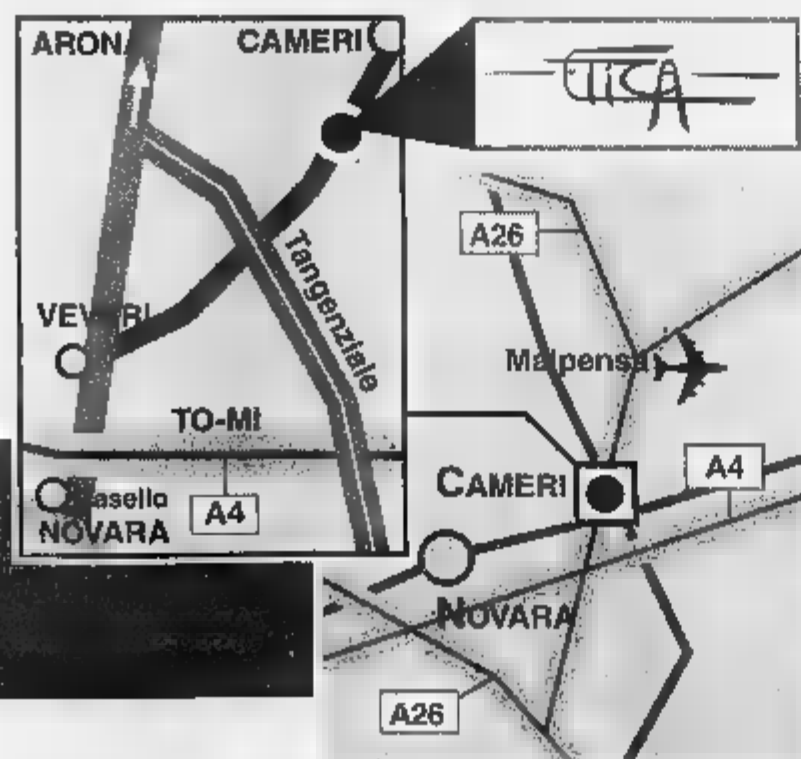 ARONA
CAMERI
TICA
A26
Tangenziale
VEVERI
Malpensa
TO-MI
CAMERI
A4
Casello
NOVARA
A4
NOVARA
A26